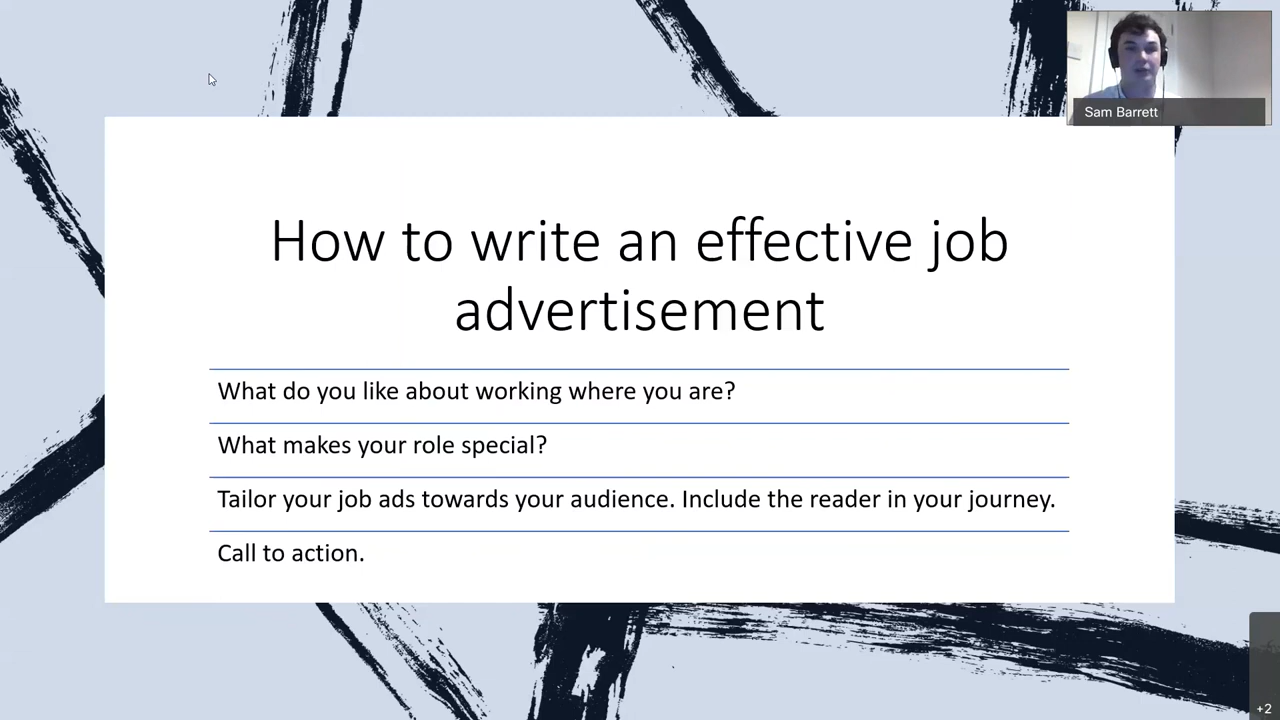 Sam Barrett
How to write an effective job
advertisement
What do you like about working where you are?
What makes your role special?
Tailor your job ads towards your audience. Include the reader in your journey.
Call to action.
+2